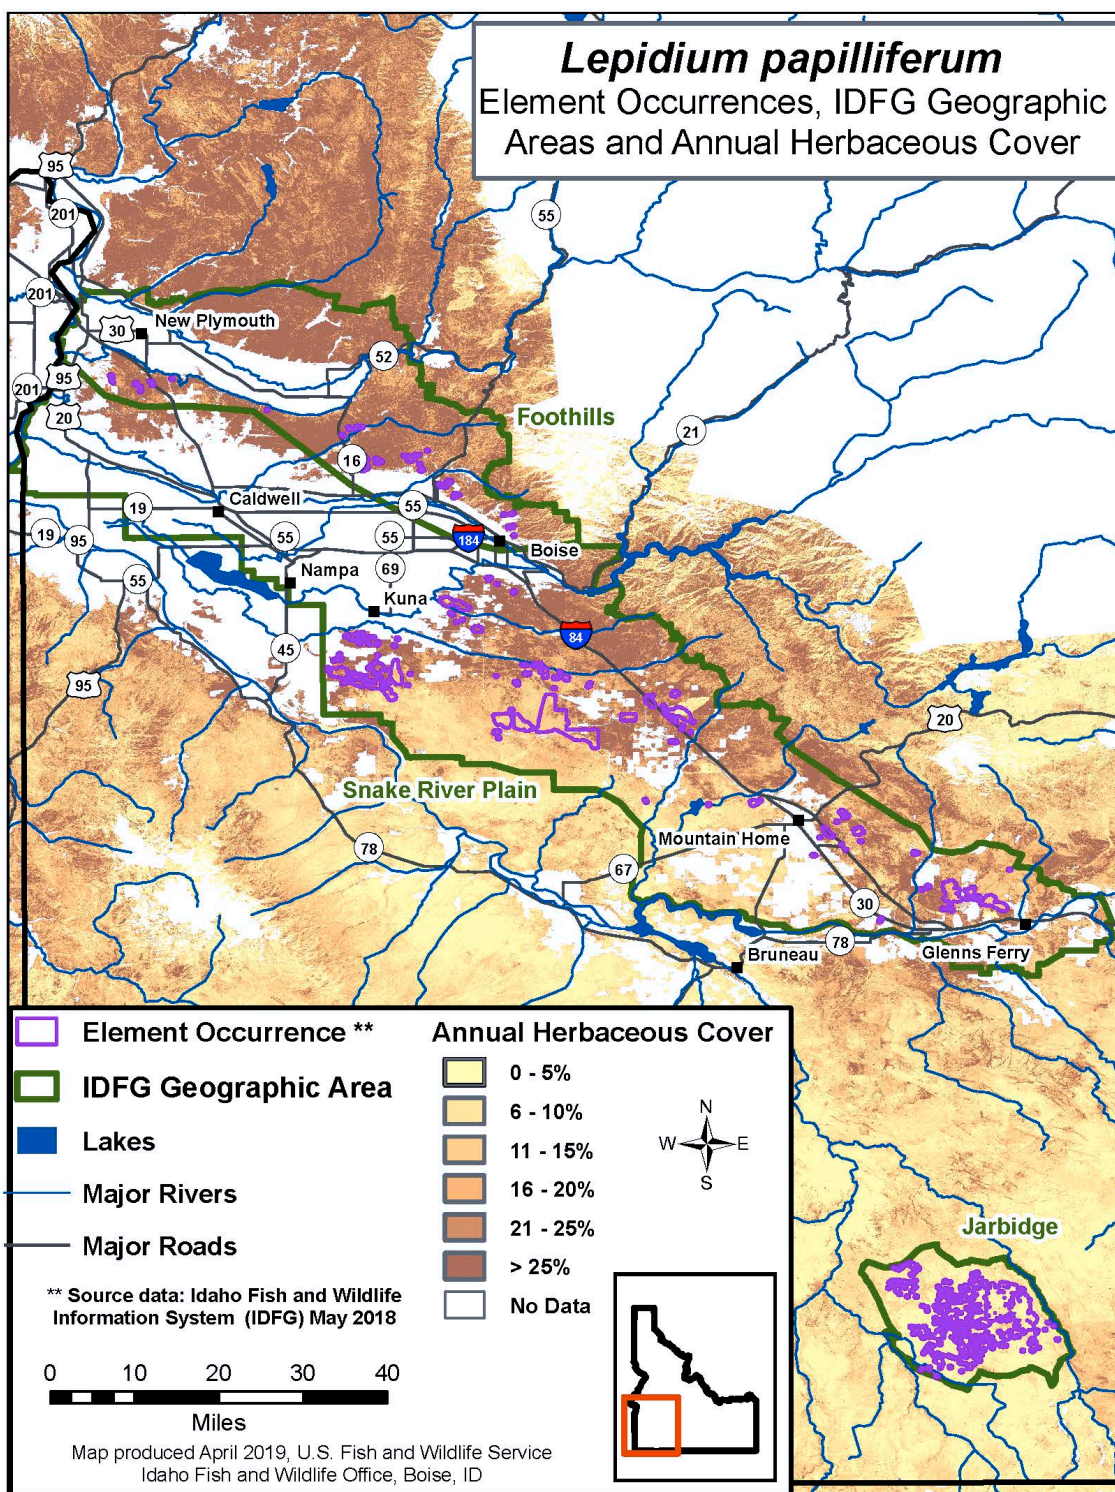 Lepidium papilliferum
Element Occurrences, IDFG Geographic
Areas and Annual Herbaceous Cover
95
201
55
201
New Plymouth
30
52
95
201
20
Foothills
21
16
Caldwell
19
55
184
Boise
19
95
55
55
69
Nampa
55
Kuna
84
45
95
20
Snake River Plain
Mountain Home
78
67
30
78
Bruneau
Glenns Ferry
Jarbidge
Element Occurrence **
IDFG Geographic Area
Lakes
Major Rivers
Major Roads
** Source data: Idaho Fish and Wildlife
Information System (IDFG) May 2018
0 10 20 30 40
Miles
Map produced April 2019, U.S. Fish and Wildlife Service
Idaho Fish and Wildlife Office, Boise, ID
Annual Herbaceous Cover
0 - 5%
6 - 10%
11 - 15%
16 - 20%
21 - 25%
> 25%
No Data
N
W E
S